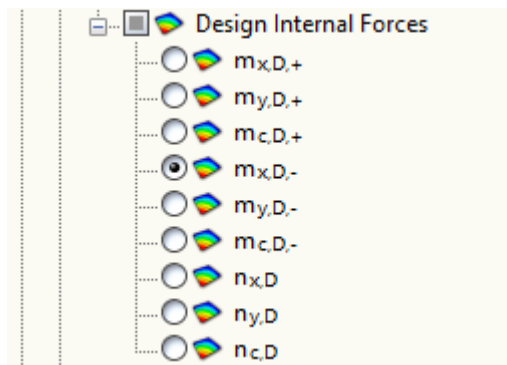 Design Internal Forces
mx,D,+
my,D,+
mc,D,+
mx,D,-
my,D,-
mc,D,-
nx,D
ny,D
nc,D